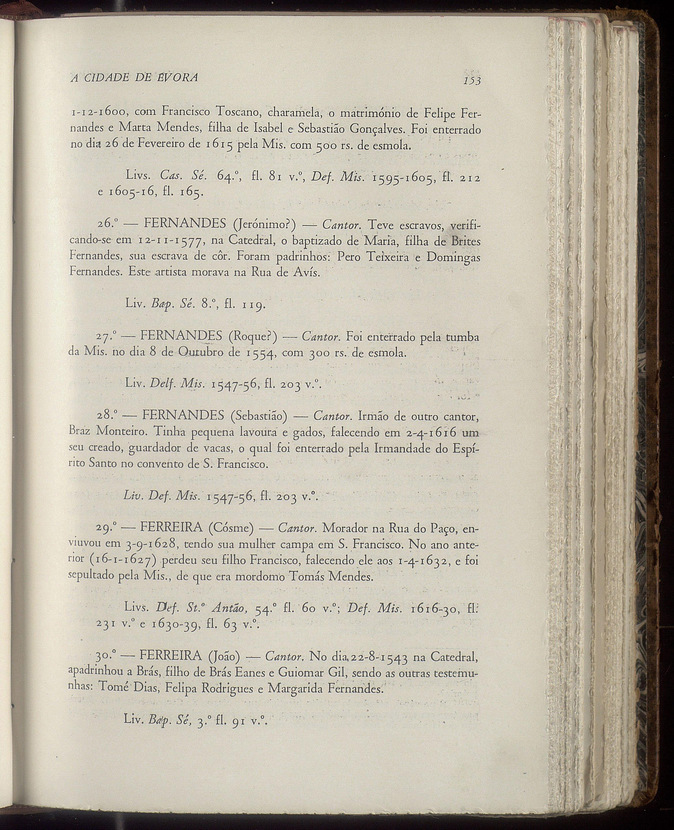 A CIDADE DE ÉVORA
153
1-12-1600, com Francisco Toscano, charamela, o matrimónio de Felipe Fer-
nandes e Marta Mendes, filha de Isabel e Sebastião Gonçalves. Foi enterrado
no dia 26 de Fevereiro de 1615 pela Mis. com 500 rs. de esmola.
Livs. Cas. Sé. 64.º, fl. 81 v.º, Def. Mis. 1595-1605, fl. 212
e 1605-16, fl. 165.
26.º — FERNANDES (Jerónimo?) — Cantor. Teve escravos, verifi-
cando-se em 12-11-1577, na Catedral, o baptizado de Maria, filha de Brites
Fernandes, sua escrava de côr. Foram padrinhos: Pero Teixeira e Domingas
Fernandes. Este artista morava na Rua de Avís.
Liv. Bap. Sé. 8.º, fl. 119.
27.º — FERNANDES (Roque?) — Cantor. Foi enterrado pela tumba
da Mis. no dia 8 de Outubro de 1554, com 300 rs. de esmola.
Liv. Delf. Mis. 1547-56, fl. 203 v.º.
28.º — FERNANDES (Sebastião) — Cantor. Irmão de outro cantor,
Braz Monteiro. Tinha pequena lavoura e gados, falecendo em 2-4-1616 um
seu creado, guardador de vacas, o qual foi enterrado pela Irmandade do Espí-
rito Santo no convento de S. Francisco.
Liv. Def. Mis. 1547-56, fl. 203 v.º.
29.º — FERREIRA (Cósme) — Cantor. Morador na Rua do Paço, en-
viuvou em 3-9-1628, tendo sua mulher campa em S. Francisco. No ano ante-
rior (16-1-1627) perdeu seu filho Francisco, falecendo ele aos 1-4-1632, e foi
sepultado pela Mis., de que era mordomo Tomás Mendes.
Livs. Def. St.º Antão, 54.º fl. 60 v.º; Def. Mis. 1616-30, fl.
231 v.º e 1630-39, fl. 63 v.º.
30.º — FERREIRA (João) — Cantor. No dia 22-8-1543 na Catedral,
apadrinhou a Brás, filho de Brás Eanes e Guiomar Gil, sendo as outras testemu-
nhas: Tomé Dias, Felipa Rodrigues e Margarida Fernandes.
Liv. Bap. Sé, 3.º fl. 91 v.º.